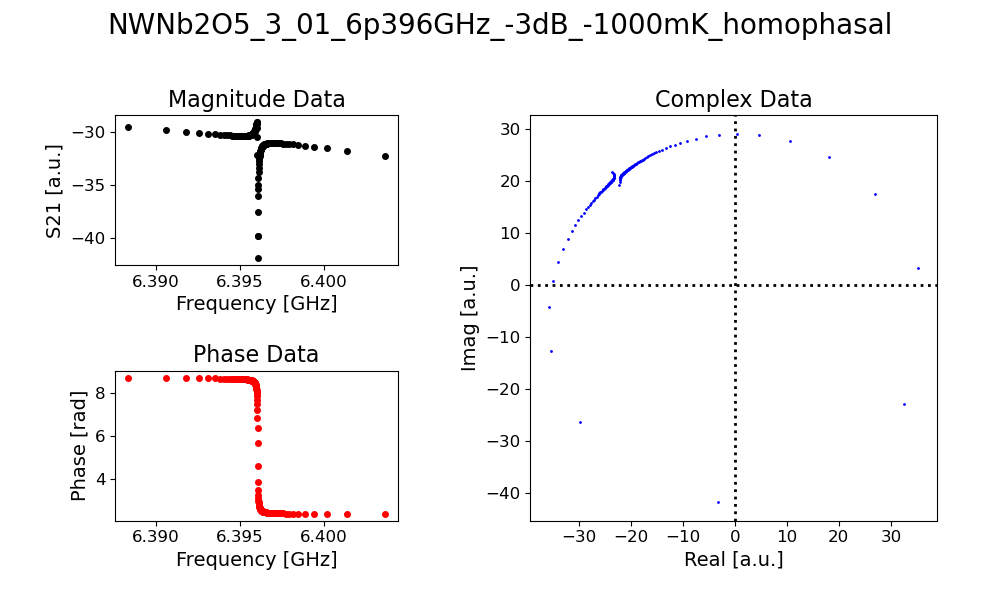 NWNb2O5_3_01_6p396GHz_-3dB_-1000mK_homophasal
Magnitude Data
S21 [a.u.]
−30
−35
−40
6.390 6.395 6.400
Frequency [GHz]
Phase Data
Phase [rad]
8
6
4
6.390 6.395 6.400
Frequency [GHz]
Complex Data
Imag [a.u.]
30
20
10
0
−10
−20
−30
−40
−30 −20 −10 0 10 20 30
Real [a.u.]